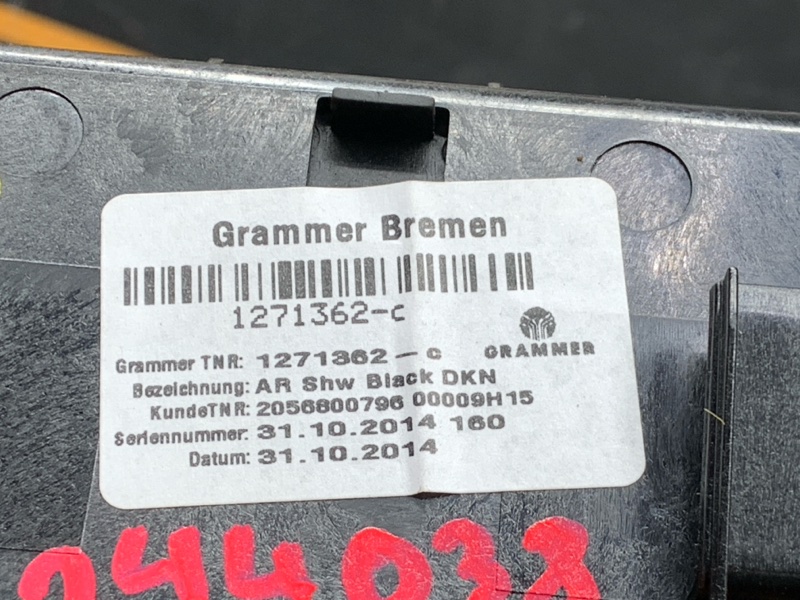 Grammer Bremen
1271362-c
GRAMMER
Grammer TNR: 1271362-c
Bezeichnung: AR Shw Black DKN
KundeTNR: 2056800796 00009H15
Seriennummer: 31.10.2014 160
Datum: 31.10.2014
244038